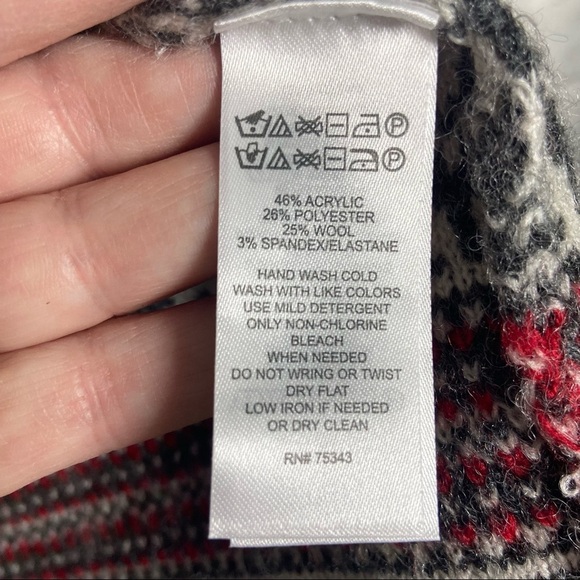 46% ACRYLIC
26% POLYESTER
25% WOOL
3% SPANDEX/ELASTANE
HAND WASH COLD
WASH WITH LIKE COLORS
USE MILD DETERGENT
ONLY NON-CHLORINE
BLEACH
WHEN NEEDED
DO NOT WRING OR TWIST
DRY FLAT
LOW IRON IF NEEDED
OR DRY CLEAN
RN# 75343